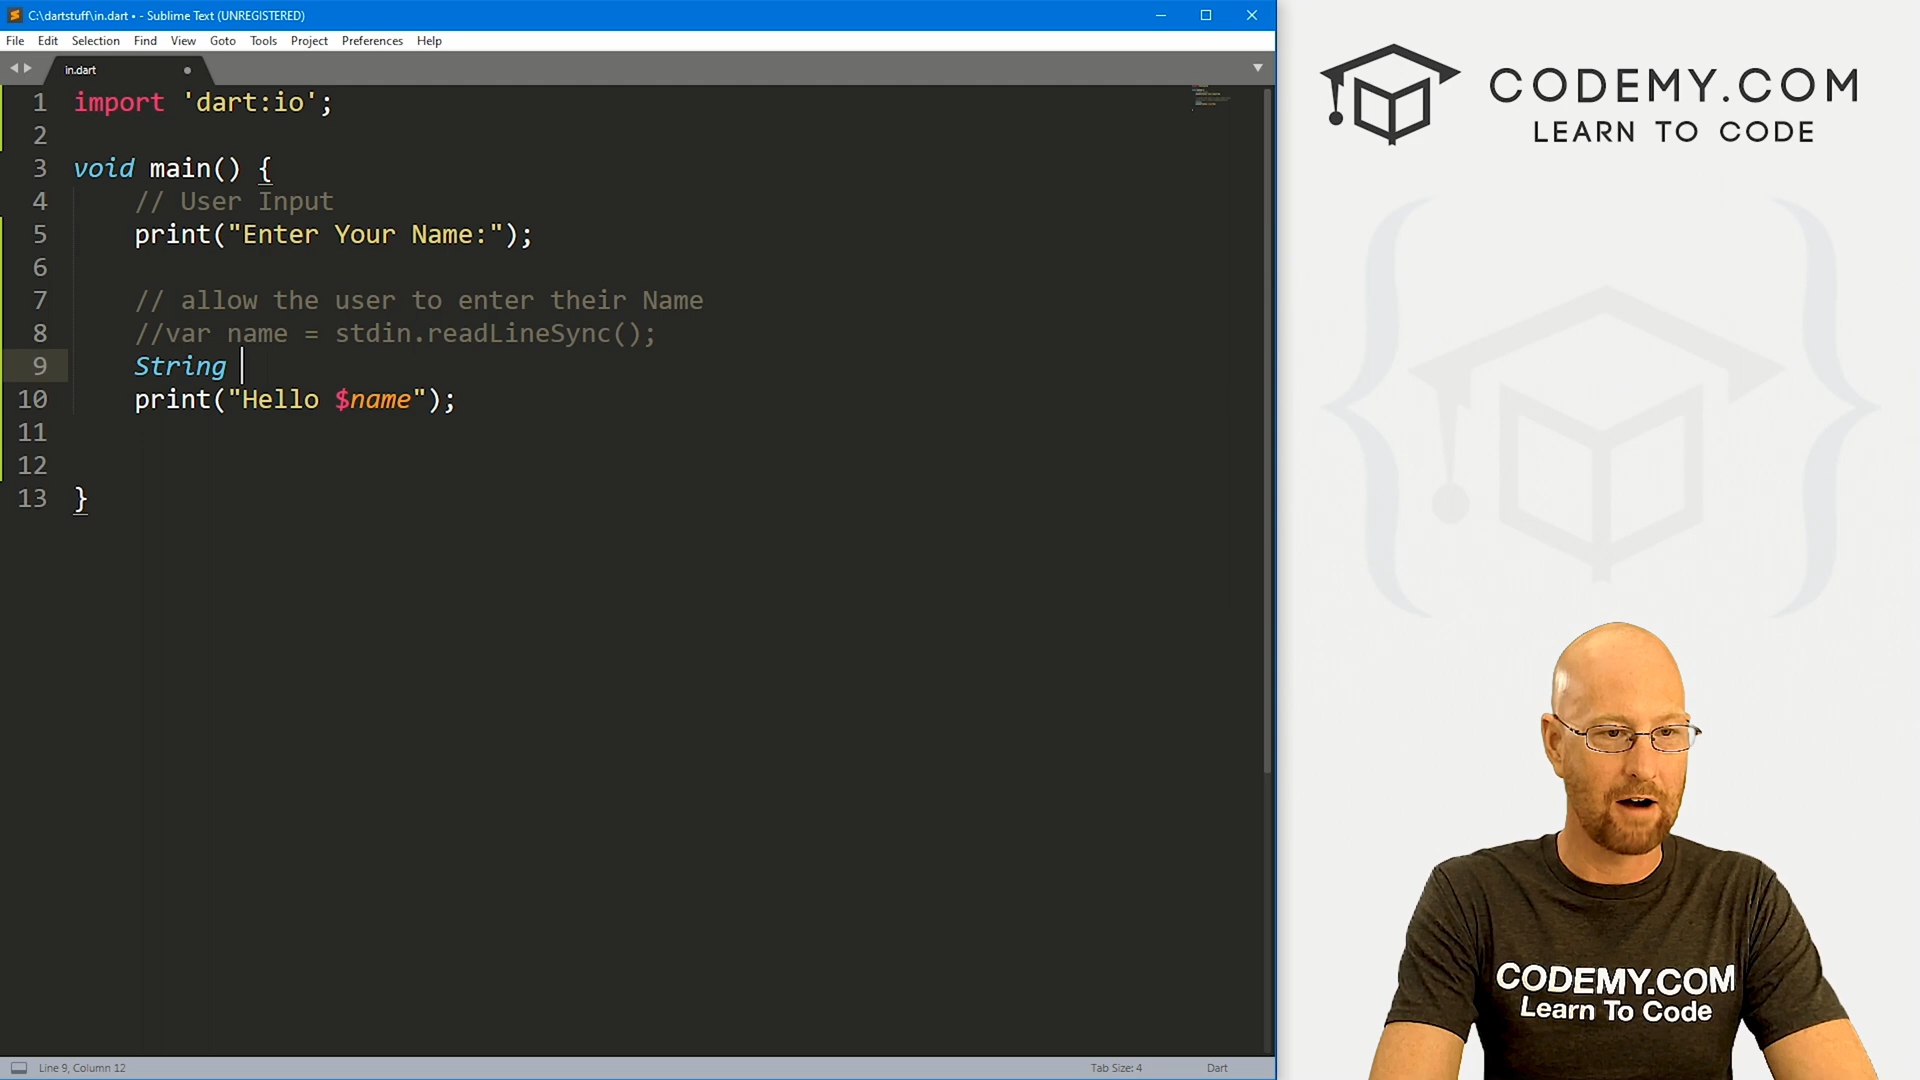 C:\dartstuff\in.dart • - Sublime Text (UNREGISTERED)
File Edit Selection Find View Goto Tools Project Preferences Help
in.dart
1 import 'dart:io';
2
3 void main() {
4 // User Input
5 print("Enter Your Name:");
6
7 // allow the user to enter their Name
8 //var name = stdin.readLineSync();
9 String
10 print("Hello $name");
11
12
13 }
Line 9, Column 12
Tab Size: 4
Dart
CODEMY.COM
LEARN TO CODE
CODEMY.COM
Learn To Code